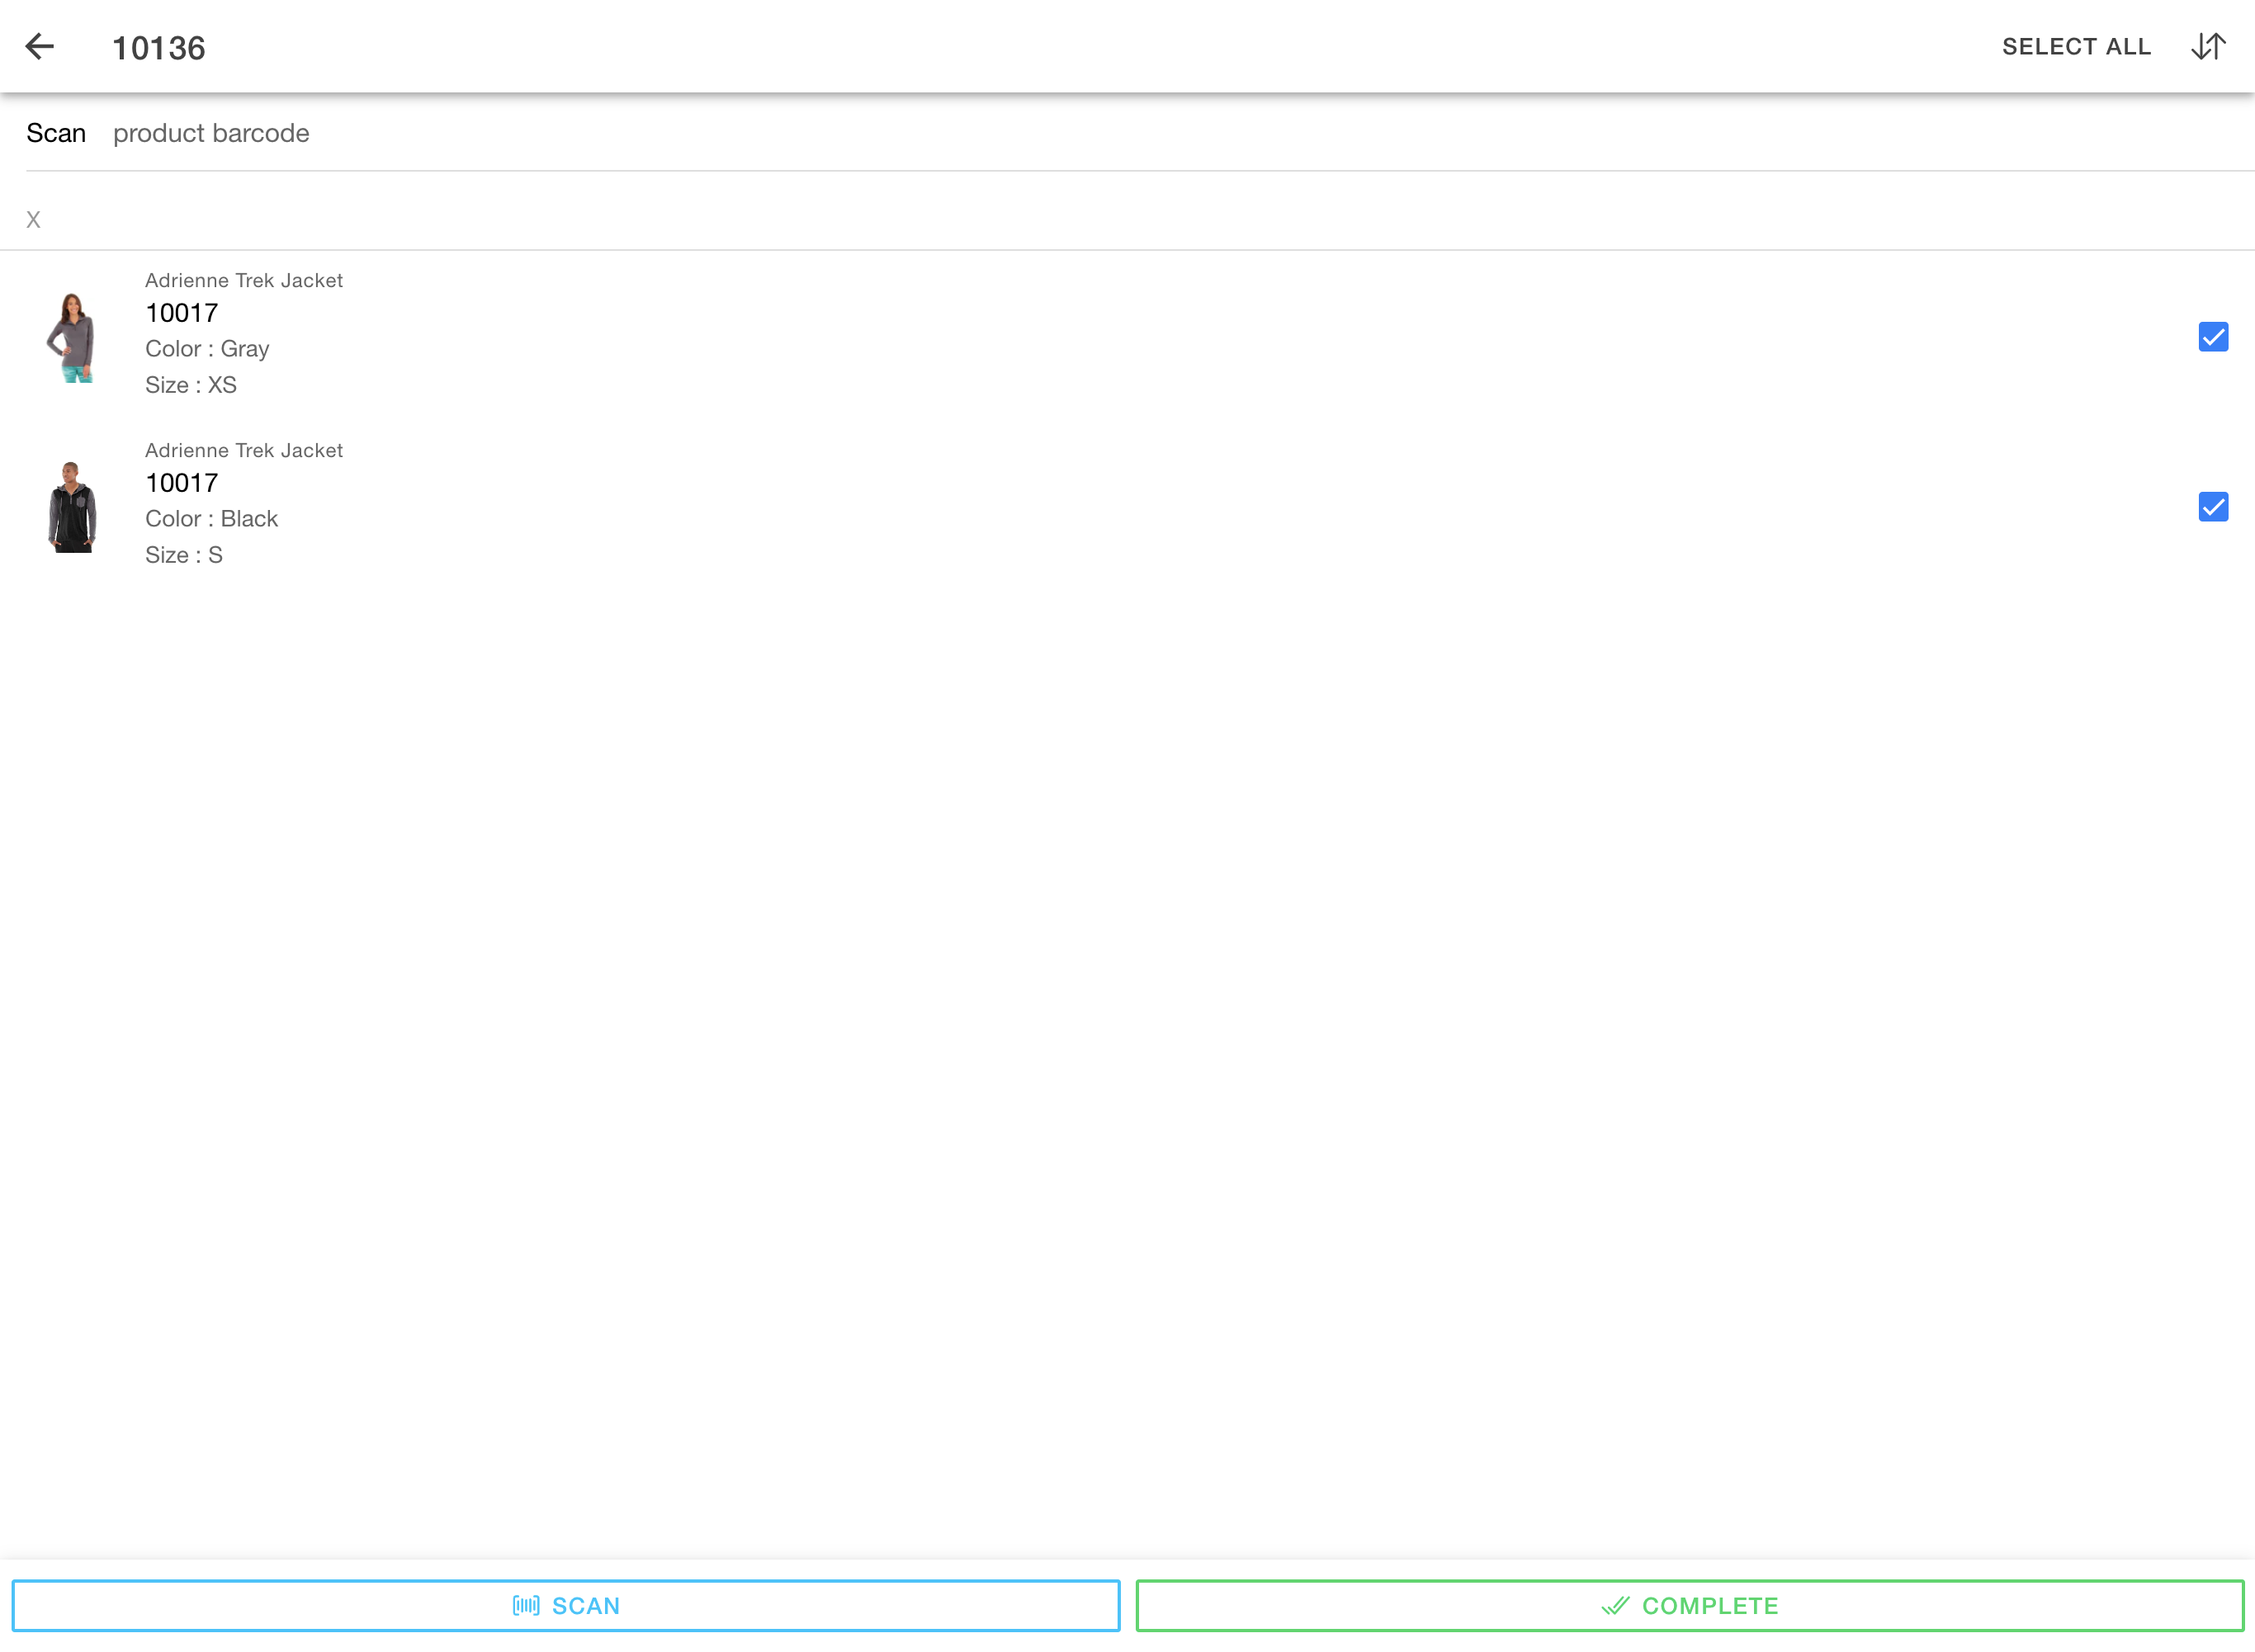 10136
SELECT ALL
Scan product barcode
X
Adrienne Trek Jacket
10017
Color : Gray
Size : XS
Adrienne Trek Jacket
10017
Color : Black
Size : S
SCAN
COMPLETE